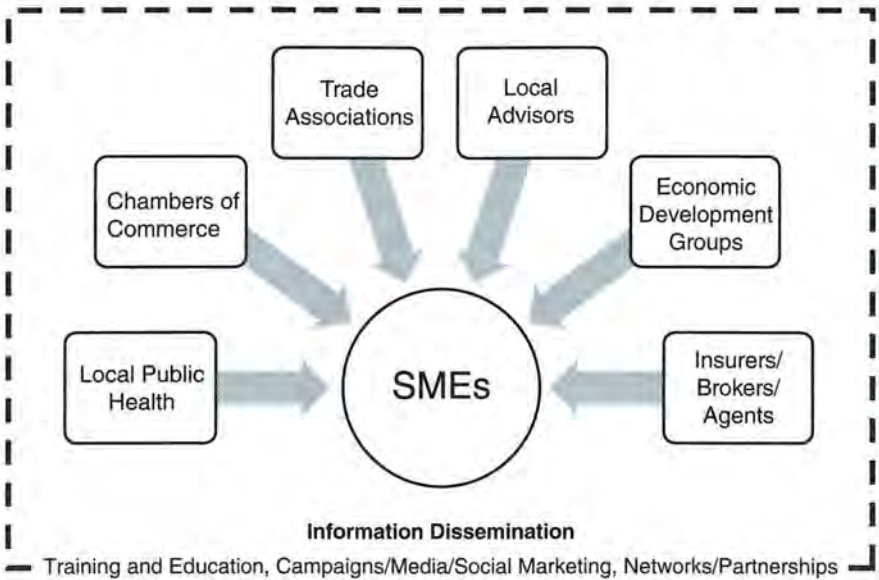 Trade
Associations
Local
Advisors
Chambers of
Commerce
Economic
Development
Groups
Local Public
Health
SMEs
Insurers/
Brokers/
Agents
Information Dissemination
Training and Education, Campaigns/Media/Social Marketing, Networks/Partnerships